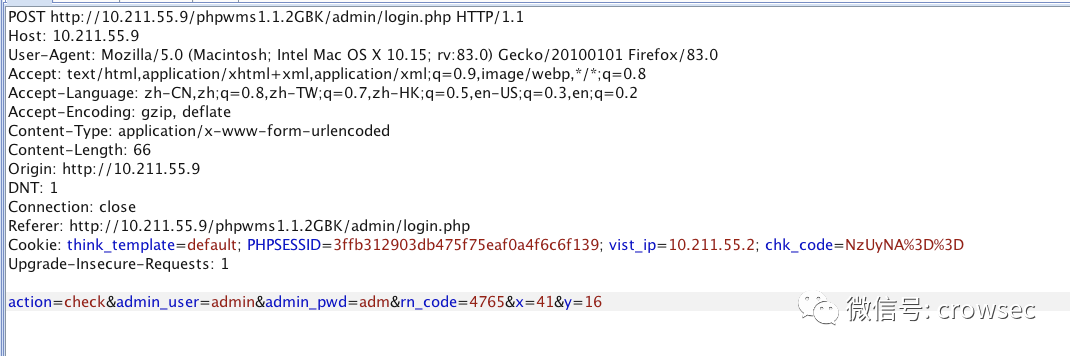 POST http://10.211.55.9/phpwms1.1.2GBK/admin/login.php HTTP/1.1
Host: 10.211.55.9
User-Agent: Mozilla/5.0 (Macintosh; Intel Mac OS X 10.15; rv:83.0) Gecko/20100101 Firefox/83.0
Accept: text/html,application/xhtml+xml,application/xml;q=0.9,image/webp,*/*;q=0.8
Accept-Language: zh-CN,zh;q=0.8,zh-TW;q=0.7,zh-HK;q=0.5,en-US;q=0.3,en;q=0.2
Accept-Encoding: gzip, deflate
Content-Type: application/x-www-form-urlencoded
Content-Length: 66
Origin: http://10.211.55.9
DNT: 1
Connection: close
Referer: http://10.211.55.9/phpwms1.1.2GBK/admin/login.php
Cookie: think_template=default; PHPSESSID=3ffb312903db475f75eaf0a4f6c6f139; vist_ip=10.211.55.2; chk_code=NzUyNA%3D%3D
Upgrade-Insecure-Requests: 1
action=check&admin_user=admin&admin_pwd=adm&rn_code=4765&x=41&y=16
微信号: crowsec